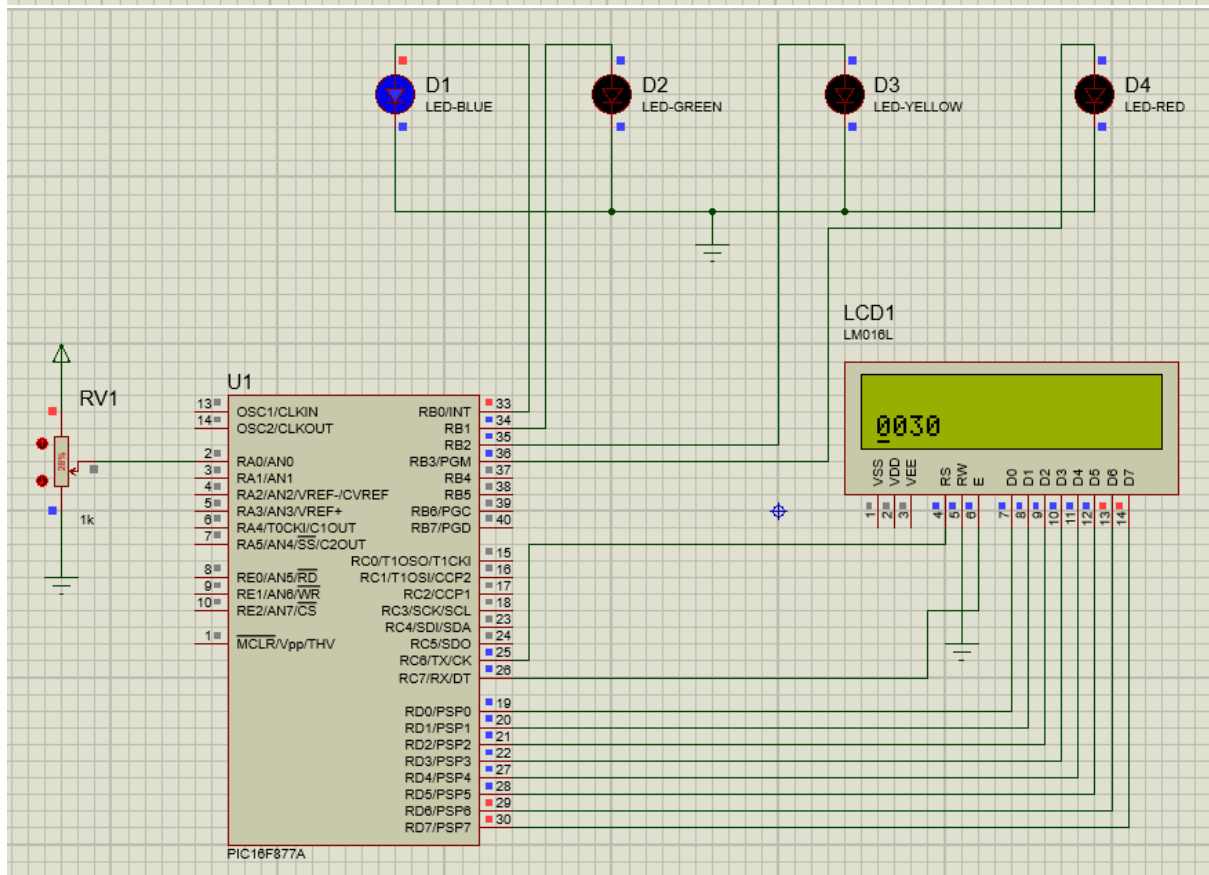 D1
LED-BLUE
D2
LED-GREEN
D3
LED-YELLOW
D4
LED-RED
LCD1
LM016L
0030
VSS
VDD
VEE
RS
RW
E
D0
D1
D2
D3
D4
D5
D6
D7
1
2
3
4
5
6
7
8
9
10
11
12
13
14
RV1
28%
1k
U1
13 OSC1/CLKIN RB0/INT 33
14 OSC2/CLKOUT RB1 34
RB2 35
2 RA0/AN0 RB3/PGM 36
3 RA1/AN1 RB4 37
4 RA2/AN2/VREF-/CVREF RB5 38
5 RA3/AN3/VREF+ RB6/PGC 39
6 RA4/T0CKI/C1OUT RB7/PGD 40
7 RA5/AN4/SS/C2OUT
RC0/T1OSO/T1CKI 15
8 RE0/AN5/RD RC1/T1OSI/CCP2 16
9 RE1/AN6/WR RC2/CCP1 17
10 RE2/AN7/CS RC3/SCK/SCL 18
RC4/SDI/SDA 23
1 MCLR/Vpp/THV RC5/SDO 24
RC6/TX/CK 25
RC7/RX/DT 26
RD0/PSP0 19
RD1/PSP1 20
RD2/PSP2 21
RD3/PSP3 22
RD4/PSP4 27
RD5/PSP5 28
RD6/PSP6 29
RD7/PSP7 30
PIC16F877A